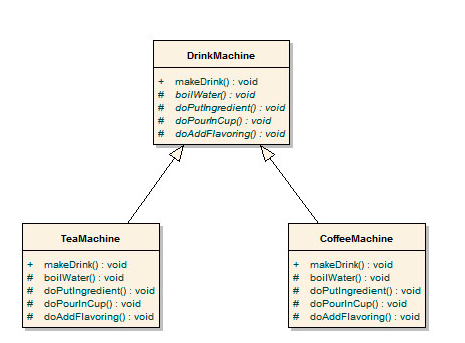 DrinkMachine
+ makeDrink() : void
# boilWater() : void
# doPutIngredient() : void
# doPourInCup() : void
# doAddFlavoring() : void
TeaMachine
+ makeDrink() : void
# boilWater() : void
# doPutIngredient() : void
# doPourInCup() : void
# doAddFlavoring() : void
CoffeeMachine
+ makeDrink() : void
# boilWater() : void
# doPutIngredient() : void
# doPourInCup() : void
# doAddFlavoring() : void